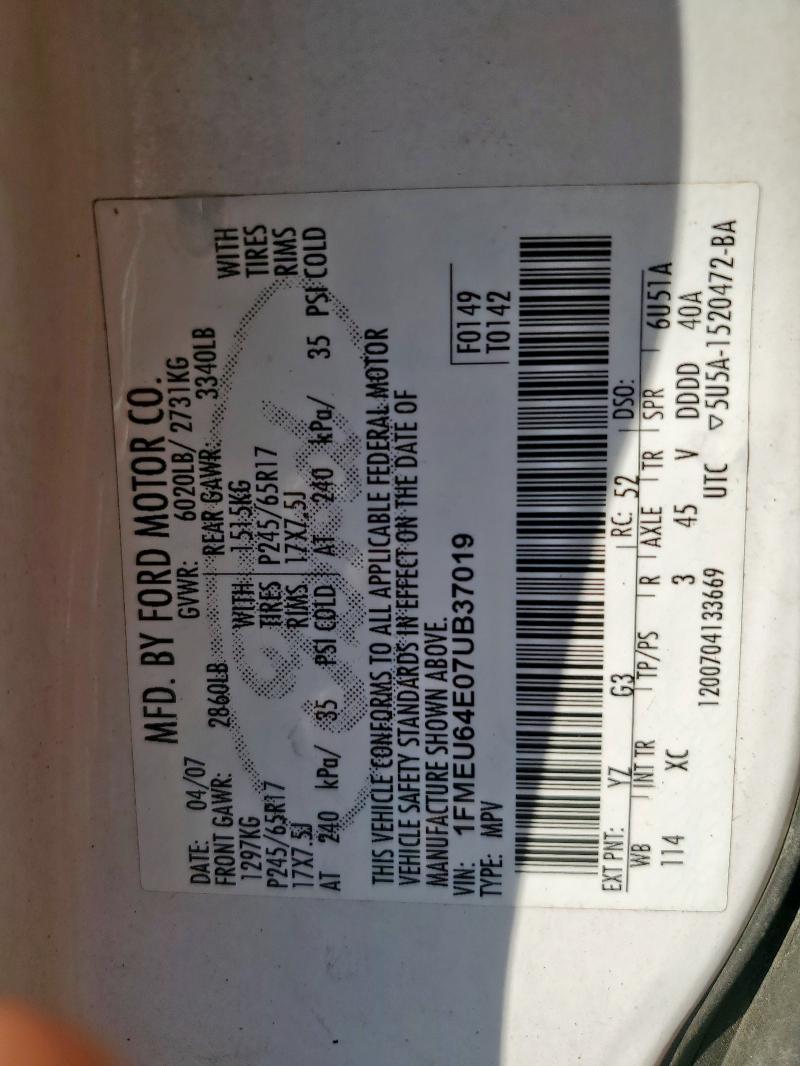 MFD. BY FORD MOTOR CO.
DATE: 04/07 GVWR: 6020LB/ 2731KG
FRONT GAWR: 2860LB REAR GAWR: 3340LB
1297KG WITH 1515KG WITH
P245/65R17 TIRES P245/65R17 TIRES
17X7.5J RIMS 17X7.5J RIMS
AT 240 kPa/ 35 PSI COLD AT 240 kPa/ 35 PSI COLD
THIS VEHICLE CONFORMS TO ALL APPLICABLE FEDERAL MOTOR
VEHICLE SAFETY STANDARDS IN EFFECT ON THE DATE OF
MANUFACTURE SHOWN ABOVE.
VIN: 1FMEU64E07UB37019 F0149
TYPE: MPV T0142
EXT PNT: YZ G3 RC: 52 DSO:
WB INT TR TP/PS R AXLE TR SPR 6U51A
114 XC 3 45 V DDDD 40A
1200704133669 UTC ▽5U5A-1520472-BA